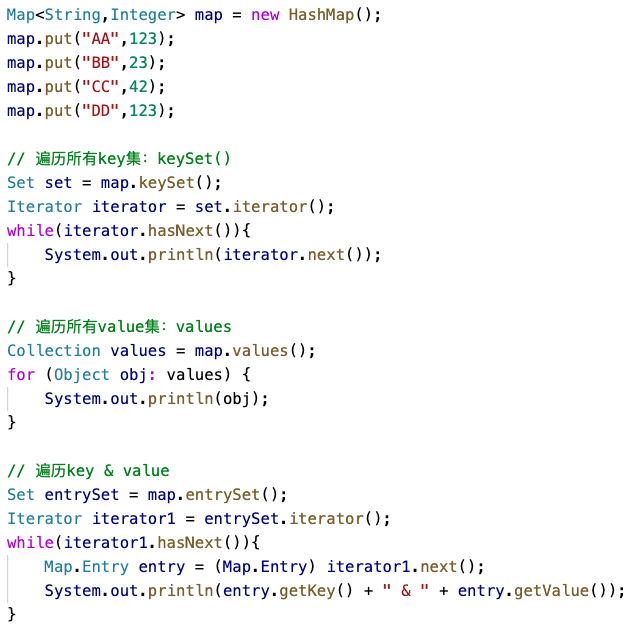 Map<String,Integer> map = new HashMap();
map.put("AA",123);
map.put("BB",23);
map.put("CC",42);
map.put("DD",123);
// 遍历所有key集：keySet()
Set set = map.keySet();
Iterator iterator = set.iterator();
while(iterator.hasNext()){
    System.out.println(iterator.next());
}
// 遍历所有value集：values
Collection values = map.values();
for (Object obj: values) {
    System.out.println(obj);
}
// 遍历key & value
Set entrySet = map.entrySet();
Iterator iterator1 = entrySet.iterator();
while(iterator1.hasNext()){
    Map.Entry entry = (Map.Entry) iterator1.next();
    System.out.println(entry.getKey() + " & " + entry.getValue());
}